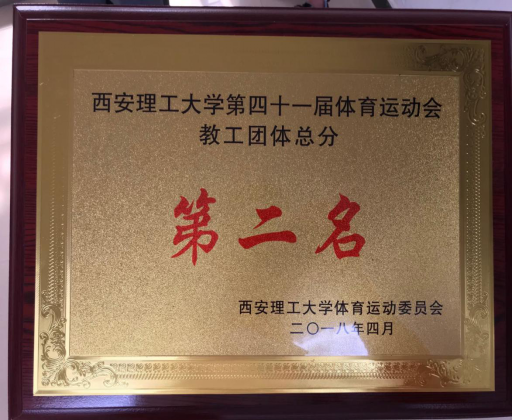 西安理工大学第四十一届体育运动会
教工团体总分
第二名
西安理工大学体育运动委员会
二〇一八年四月